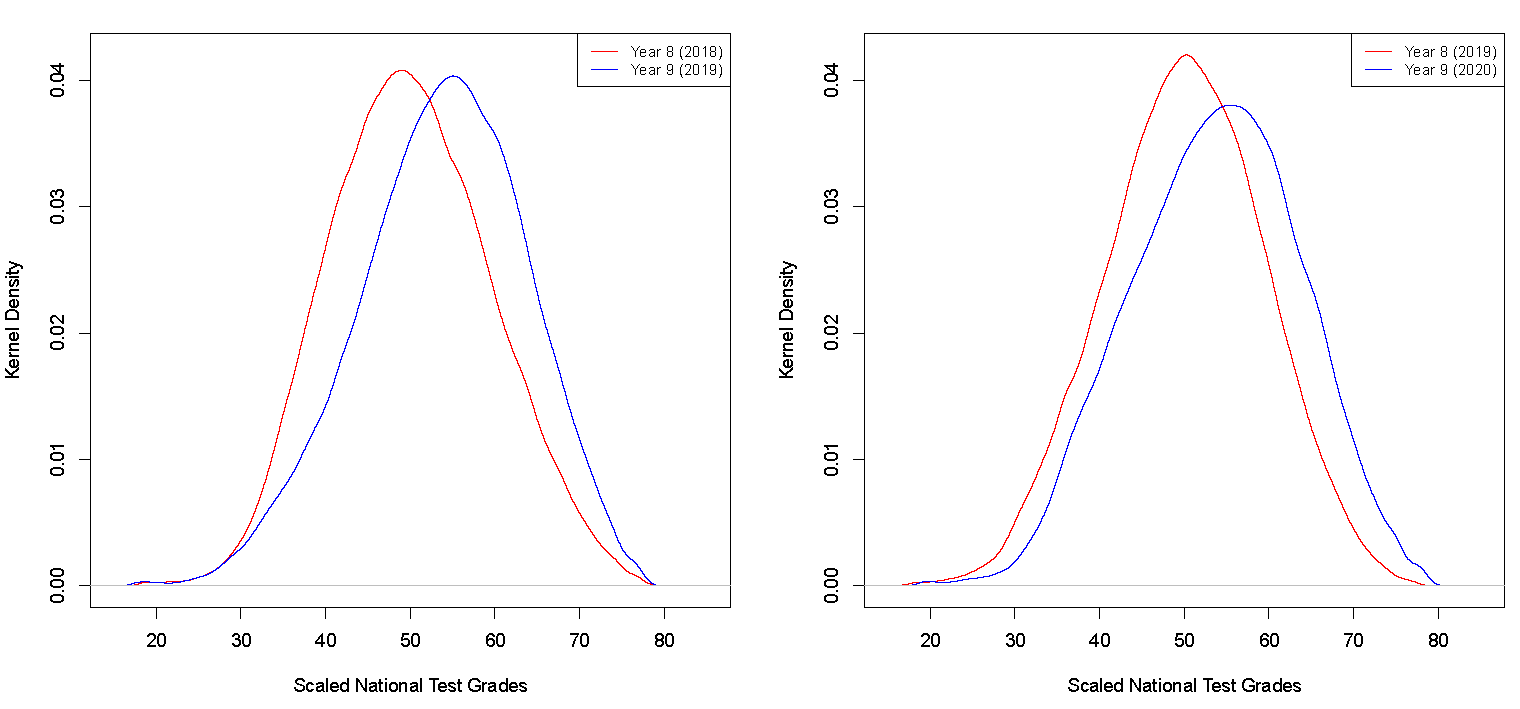 Year 8 (2018)
Year 9 (2019)
0.04
0.03
0.02
0.01
0.00
Kernel Density
20 30 40 50 60 70 80
Scaled National Test Grades
Year 8 (2019)
Year 9 (2020)
0.04
0.03
0.02
0.01
0.00
Kernel Density
20 30 40 50 60 70 80
Scaled National Test Grades